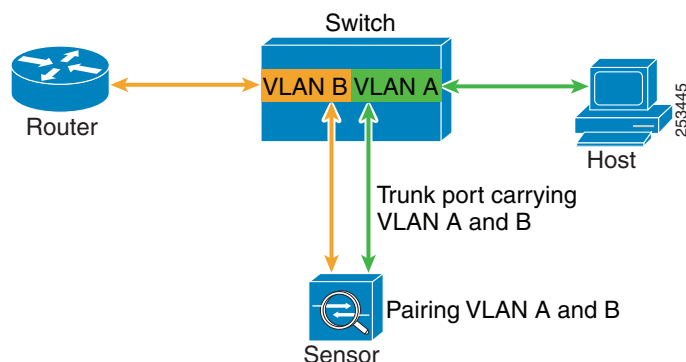 Switch
VLAN B
VLAN A
Router
Host
253445
Trunk port carrying
VLAN A and B
Pairing VLAN A and B
Sensor